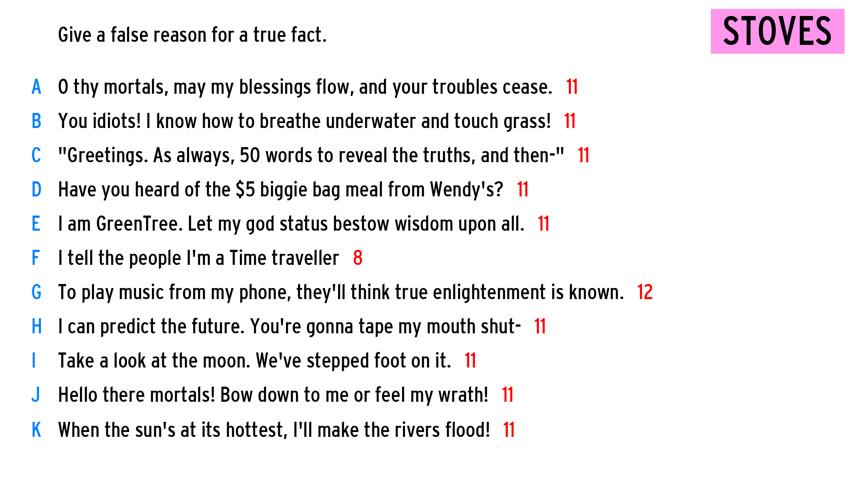 Give a false reason for a true fact.
STOVES
A O thy mortals, may my blessings flow, and your troubles cease. 11
B You idiots! I know how to breathe underwater and touch grass! 11
C "Greetings. As always, 50 words to reveal the truths, and then-" 11
D Have you heard of the $5 biggie bag meal from Wendy's? 11
E I am GreenTree. Let my god status bestow wisdom upon all. 11
F I tell the people I'm a Time traveller 8
G To play music from my phone, they'll think true enlightenment is known. 12
H I can predict the future. You're gonna tape my mouth shut- 11
I Take a look at the moon. We've stepped foot on it. 11
J Hello there mortals! Bow down to me or feel my wrath! 11
K When the sun's at its hottest, I'll make the rivers flood! 11